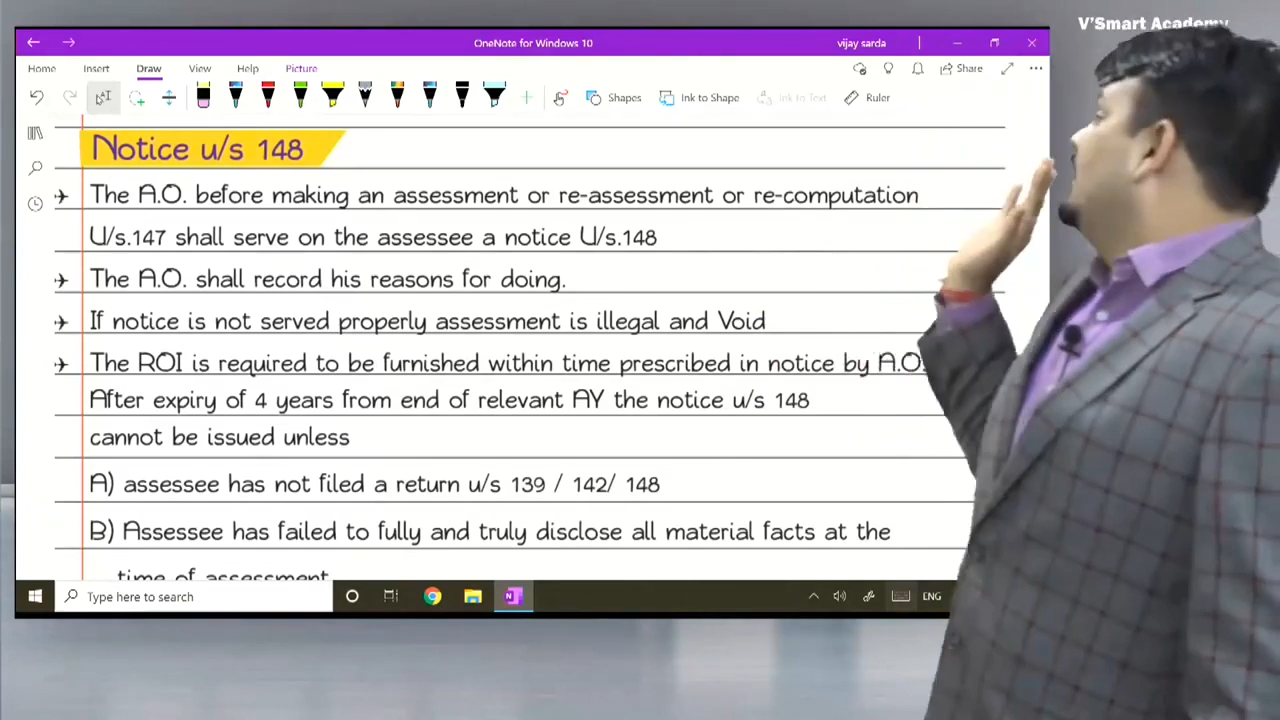 V'Smart Academy
OneNote for Windows 10
vijay sarda
Home Insert Draw View Help Picture
Share
Shapes Ink to Shape Ink to Text Ruler
Notice u/s 148
The A.O. before making an assessment or re-assessment or re-computation
U/s.147 shall serve on the assessee a notice U/s.148
The A.O. shall record his reasons for doing.
If notice is not served properly assessment is illegal and Void
The ROI is required to be furnished within time prescribed in notice by A.O.
After expiry of 4 years from end of relevant AY the notice u/s 148
cannot be issued unless
A) assessee has not filed a return u/s 139 / 142/ 148
B) Assessee has failed to fully and truly disclose all material facts at the
time of assessment
Type here to search
ENG